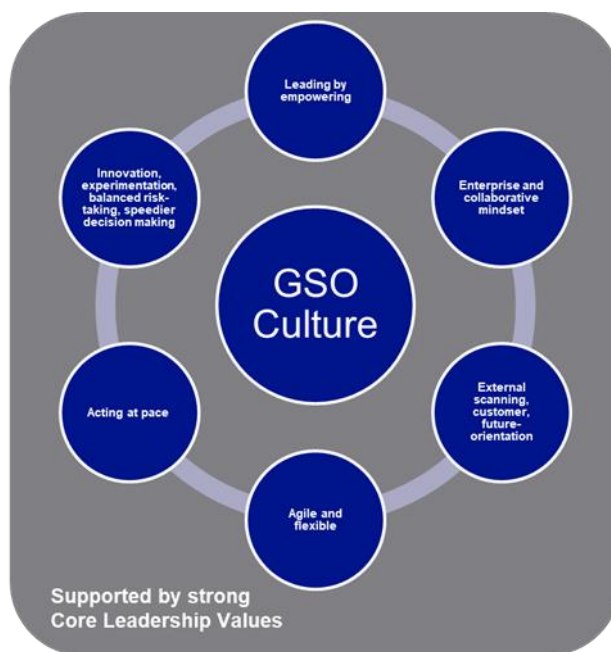 Leading by
empowering
Innovation,
experimentation,
balanced risk-
taking, speedier
decision making
Enterprise and
collaborative
mindset
GSO
Culture
Acting at pace
External
scanning,
customer,
future-
orientation
Agile and
flexible
Supported by strong
Core Leadership Values